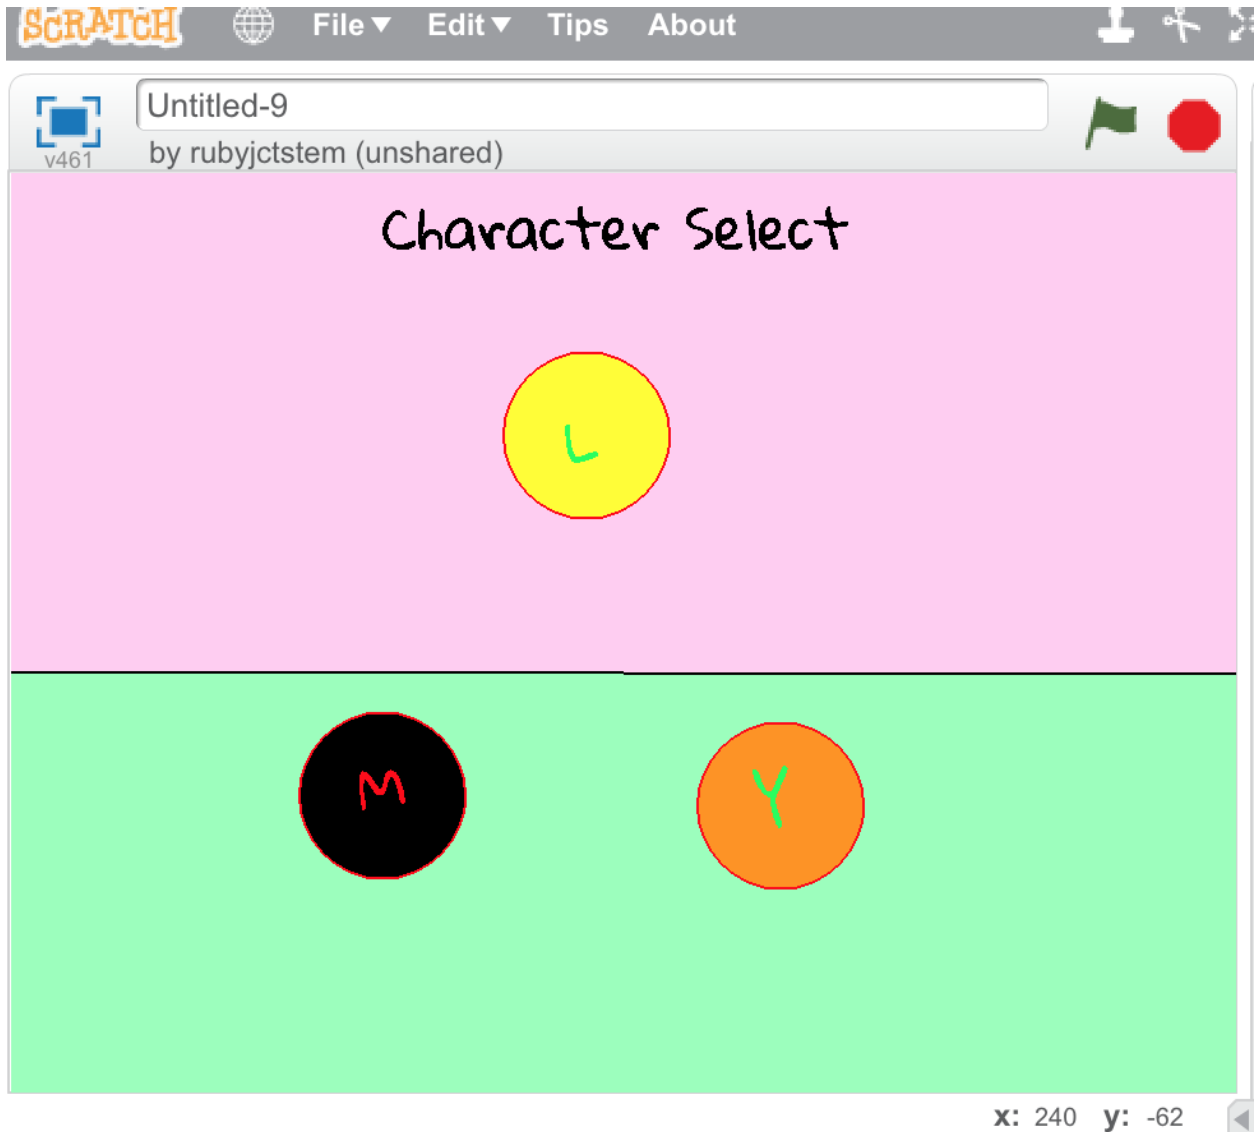 SCRATCH File Edit Tips About
Untitled-9
v461 by rubyjctstem (unshared)
Character Select
L
M Y
x: 240 y: -62